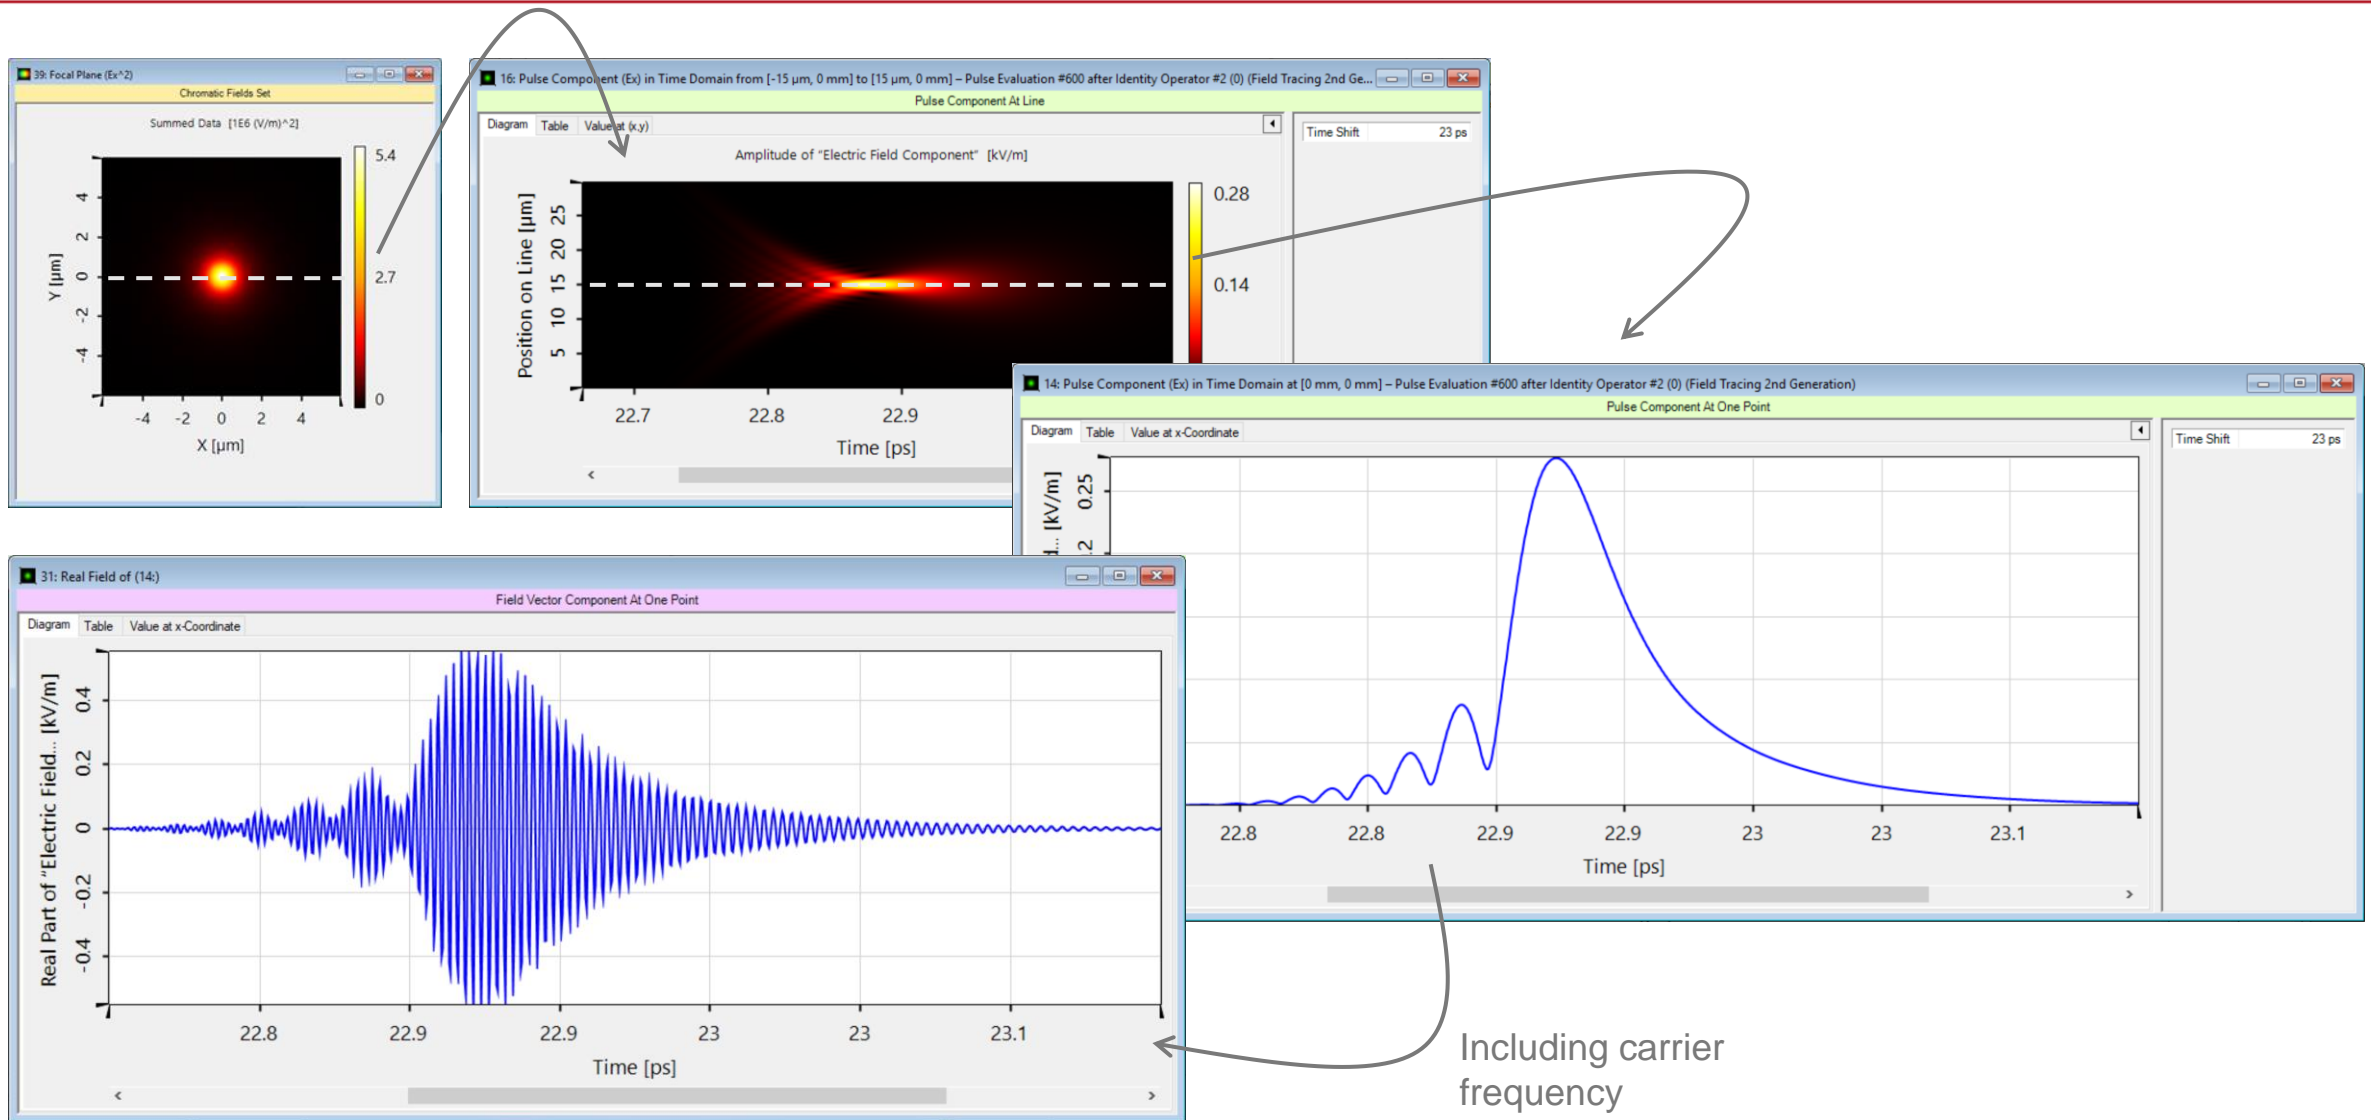 39: Focal Plane (Ex^2)
Chromatic Fields Set
Summed Data [1E6 (V/m)^2]
5.4
2.7
0
4
2
0
-2
-4
Y [µm]
-4 -2 0 2 4
X [µm]
16: Pulse Component (Ex) in Time Domain from [-15 µm, 0 mm] to [15 µm, 0 mm] – Pulse Evaluation #600 after Identity Operator #2 (0) (Field Tracing 2nd Ge...
Pulse Component At Line
Diagram Table Value at (x,y)
Time Shift 23 ps
Amplitude of "Electric Field Component" [kV/m]
0.28
0.14
25
20
15
10
5
Position on Line [µm]
22.7 22.8 22.9
Time [ps]
14: Pulse Component (Ex) in Time Domain at [0 mm, 0 mm] – Pulse Evaluation #600 after Identity Operator #2 (0) (Field Tracing 2nd Generation)
Pulse Component At One Point
Diagram Table Value at x-Coordinate
Time Shift 23 ps
0.25
.2
d... [kV/m]
22.8 22.8 22.9 22.9 23 23 23.1
Time [ps]
31: Real Field of (14:)
Field Vector Component At One Point
Diagram Table Value at x-Coordinate
0.4
0.2
0
-0.2
-0.4
Real Part of "Electric Field... [kV/m]
22.8 22.9 22.9 23 23 23.1
Time [ps]
Including carrier
frequency